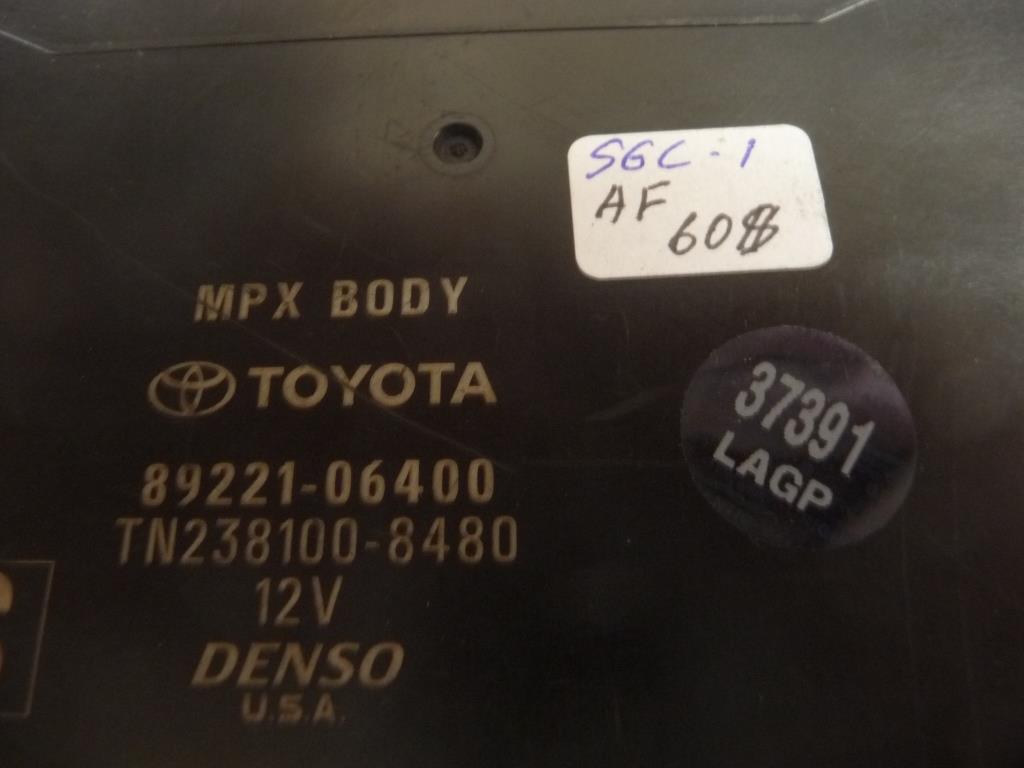 SGC-1
AF
60$
MPX BODY
TOYOTA
37391
LAGP
89221-06400
TN238100-8480
12V
DENSO
U.S.A.